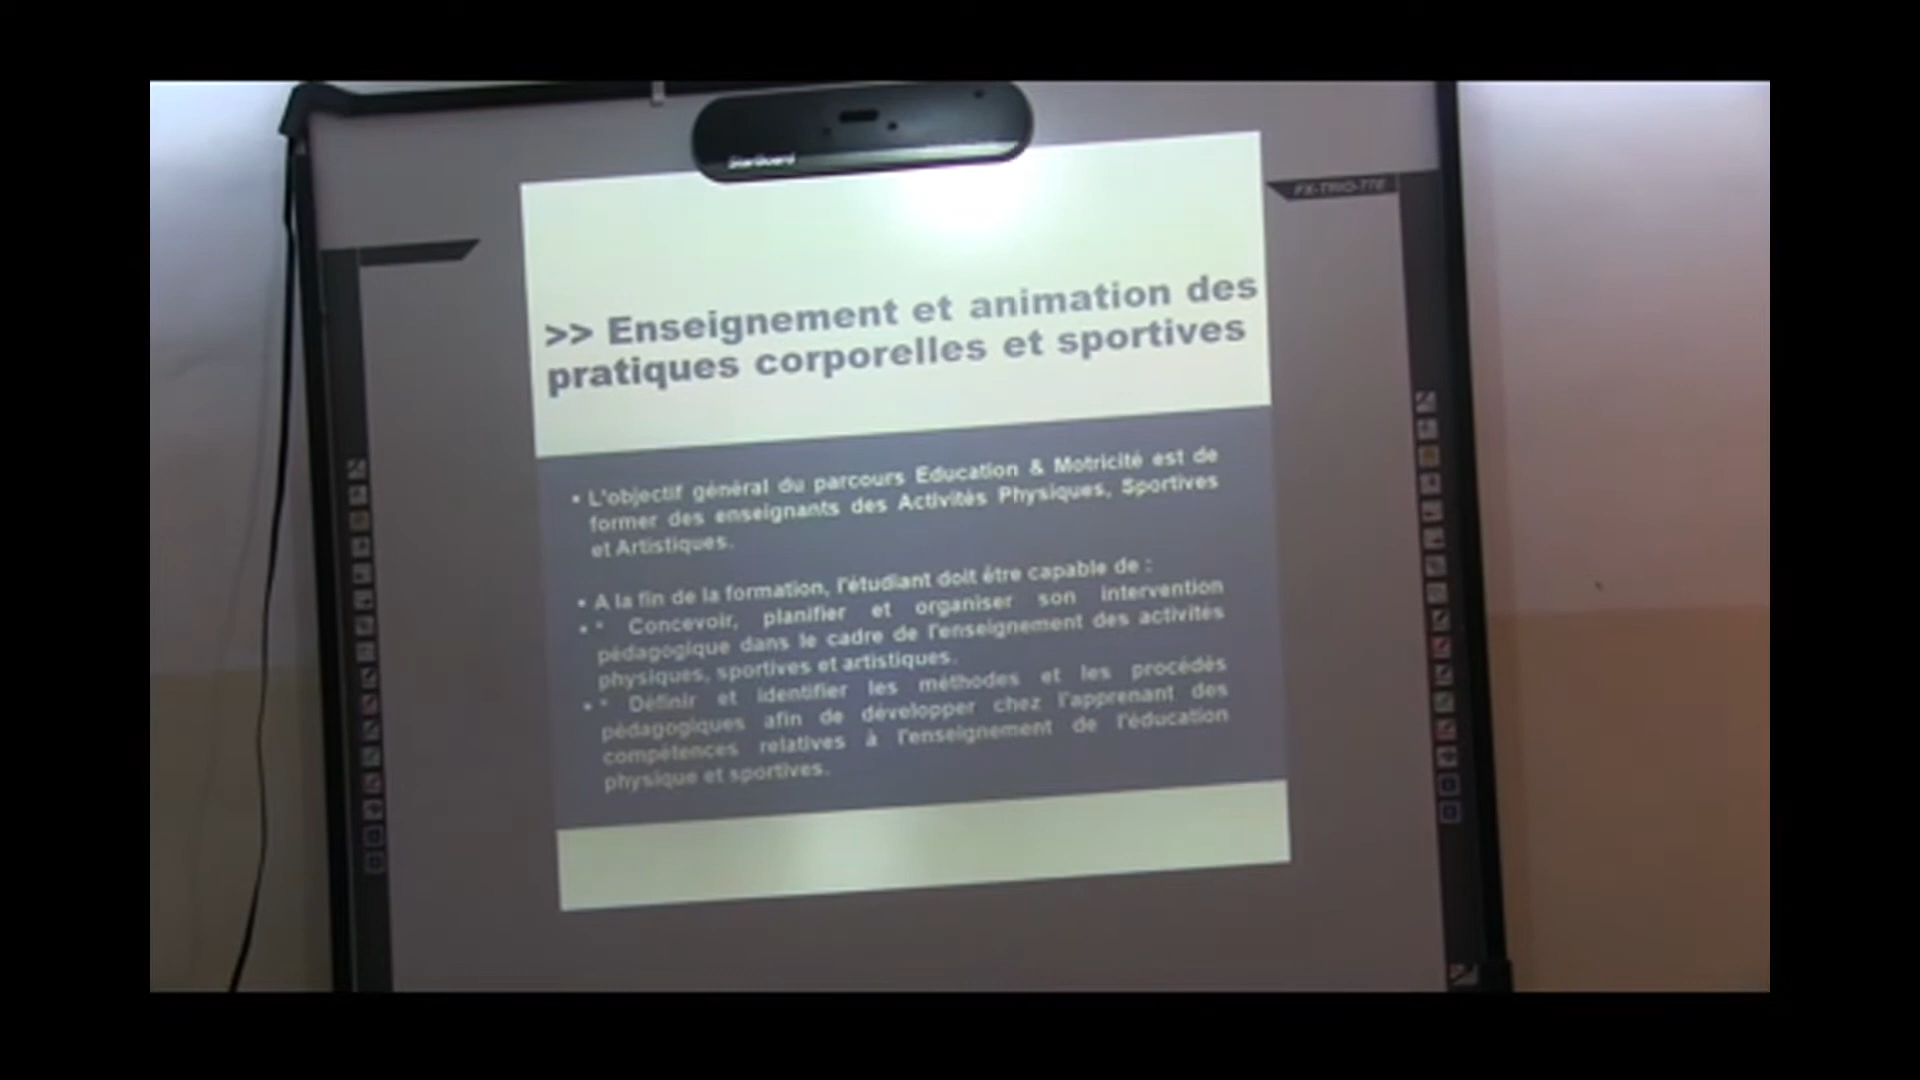 StarBoard
FX-TRIO-77E
>> Enseignement et animation des
pratiques corporelles et sportives
• L'objectif général du parcours Education & Motricité est de
former des enseignants des Activités Physiques, Sportives
et Artistiques.
• A la fin de la formation, l'étudiant doit être capable de :
• * Concevoir, planifier et organiser son intervention
pédagogique dans le cadre de l'enseignement des activités
physiques, sportives et artistiques.
• * Définir et identifier les méthodes et les procédés
pédagogiques afin de développer chez l'apprenant des
compétences relatives à l'enseignement de l'éducation
physique et sportives.